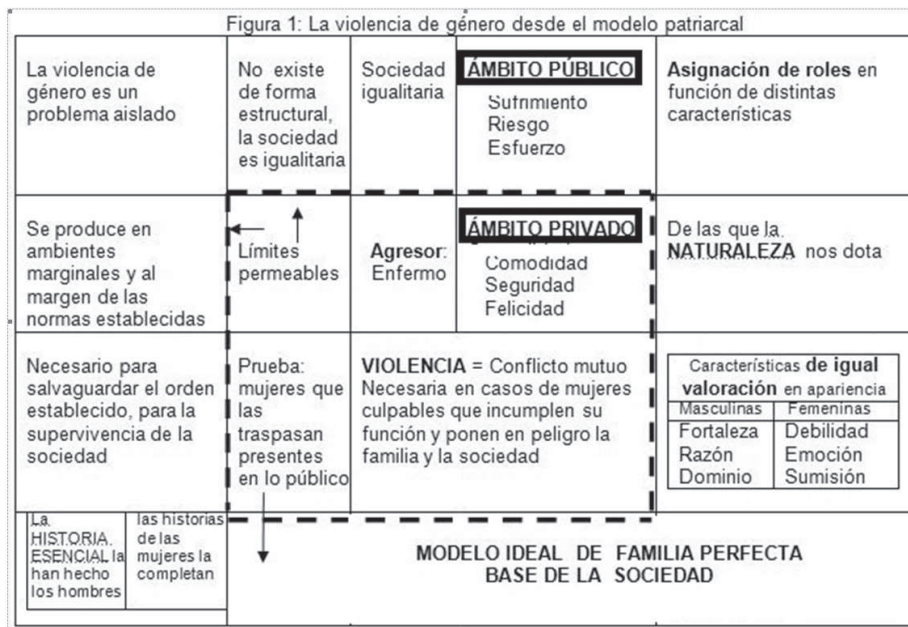 Figura 1: La violencia de género desde el modelo patriarcal
La violencia de
género es un
problema aislado
No existe
de forma
estructural,
la sociedad
es igualitaria
Sociedad
igualitaria
ÁMBITO PÚBLICO
Sufrimiento
Riesgo
Esfuerzo
Asignación de roles en
función de distintas
características
Se produce en
ambientes
marginales y al
margen de las
normas establecidas
Límites
permeables
Agresor:
Enfermo
ÁMBITO PRIVADO
Comodidad
Seguridad
Felicidad
De las que la
NATURALEZA nos dota
Necesario para
salvaguardar el orden
establecido, para la
supervivencia de la
sociedad
Prueba:
mujeres que
las
traspasan
presentes
en lo público
VIOLENCIA = Conflicto mutuo
Necesaria en casos de mujeres
culpables que incumplen su
función y ponen en peligro la
familia y la sociedad
Características de igual
valoración en apariencia
Masculinas Femeninas
Fortaleza Debilidad
Razón Emoción
Dominio Sumisión
La
HISTORIA
ESENCIAL la
han hecho
los hombres
las historias
de las
mujeres la
completan
MODELO IDEAL DE FAMILIA PERFECTA
BASE DE LA SOCIEDAD